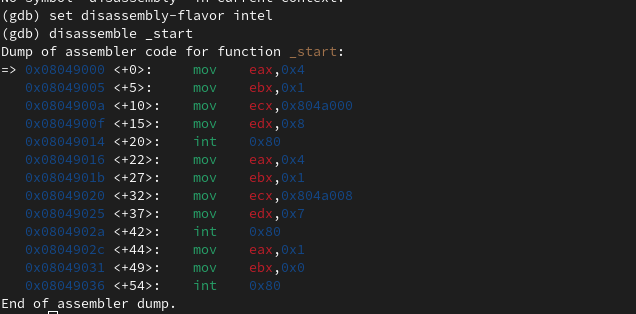 (gdb) set disassembly-flavor intel
(gdb) disassemble _start
Dump of assembler code for function _start:
=> 0x08049000 <+0>:     mov    eax,0x4
   0x08049005 <+5>:     mov    ebx,0x1
   0x0804900a <+10>:    mov    ecx,0x804a000
   0x0804900f <+15>:    mov    edx,0x8
   0x08049014 <+20>:    int    0x80
   0x08049016 <+22>:    mov    eax,0x4
   0x0804901b <+27>:    mov    ebx,0x1
   0x08049020 <+32>:    mov    ecx,0x804a008
   0x08049025 <+37>:    mov    edx,0x7
   0x0804902a <+42>:    int    0x80
   0x0804902c <+44>:    mov    eax,0x1
   0x08049031 <+49>:    mov    ebx,0x0
   0x08049036 <+54>:    int    0x80
End of assembler dump.